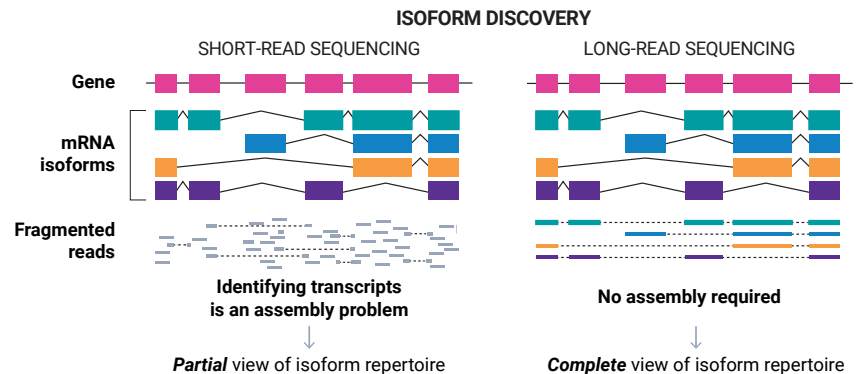 ISOFORM DISCOVERY
SHORT-READ SEQUENCING
LONG-READ SEQUENCING
Gene
mRNA
isoforms
Fragmented
reads
Identifying transcripts
is an assembly problem
No assembly required
Partial view of isoform repertoire
Complete view of isoform repertoire